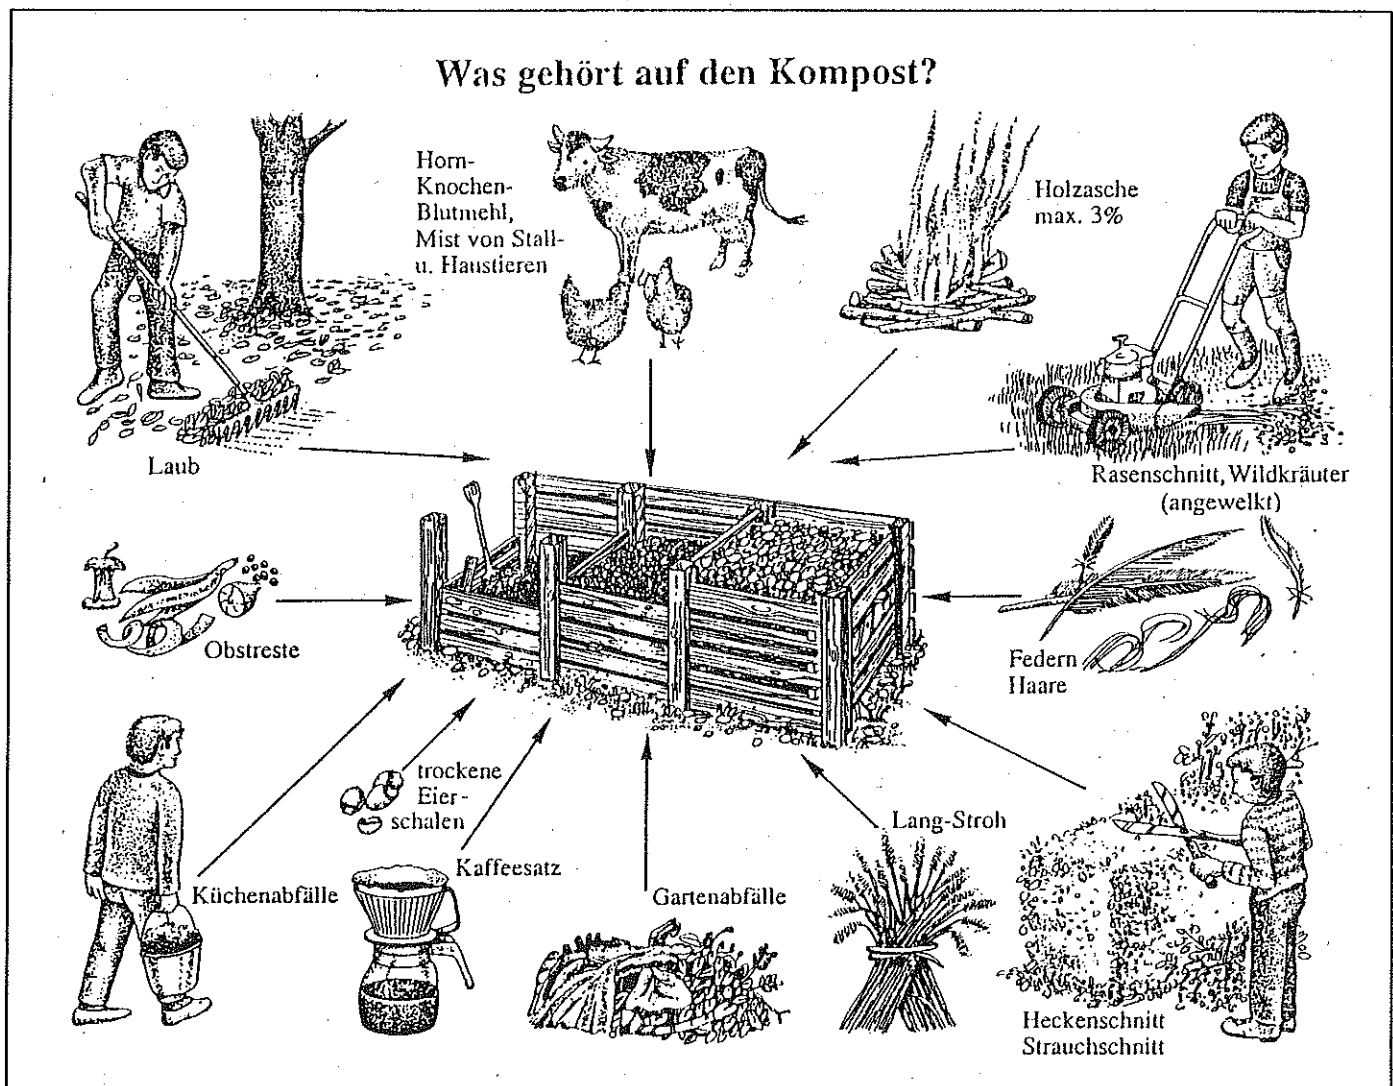 Was gehört auf den Kompost?
Horn-
Knochen-
Blutmehl,
Mist von Stall-
u. Haustieren
Holzasche
max. 3%
Laub
Rasenschnitt, Wildkräuter
(angewelkt)
Obstreste
Federn
Haare
trockene
Eier-
schalen
Lang-Stroh
Küchenabfälle
Kaffeesatz
Gartenabfälle
Heckenschnitt
Strauchschnitt